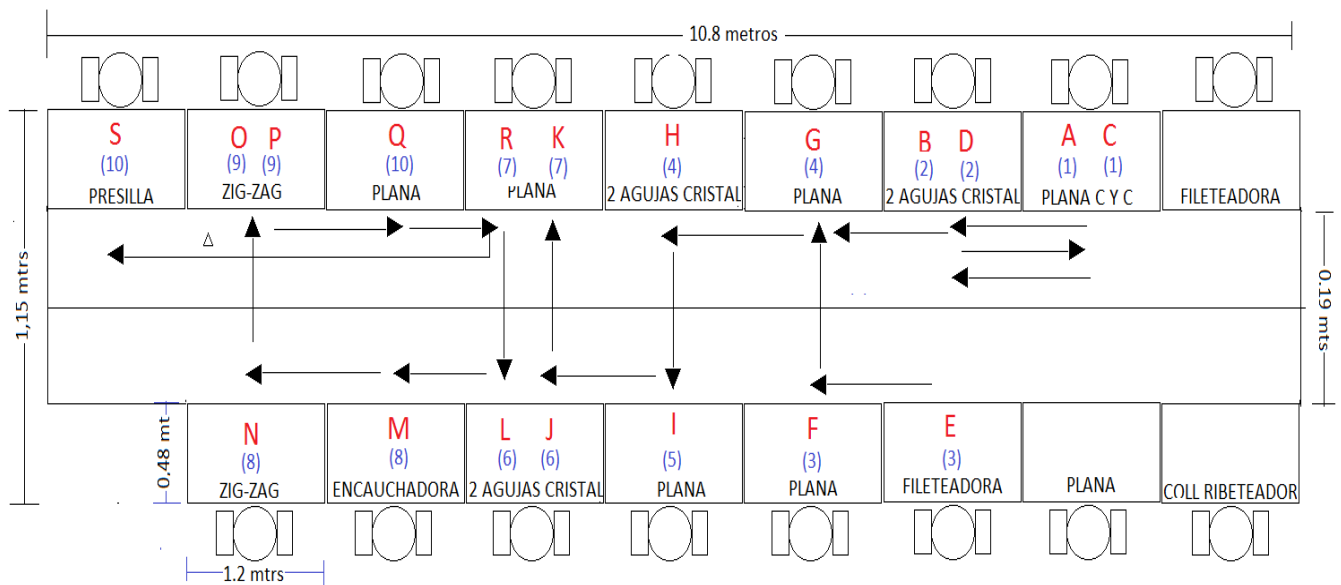 10.8 metros
S
(10)
PRESILLA
O P
(9) (9)
ZIG-ZAG
Q
(10)
PLANA
R K
(7) (7)
PLANA
H
(4)
2 AGUJAS CRISTAL
G
(4)
PLANA
B D
(2) (2)
2 AGUJAS CRISTAL
A C
(1) (1)
PLANA C Y C
FILETEADORA
1,15 mtrs
0.19 mts
0,48 mt
N
(8)
ZIG-ZAG
M
(8)
ENCAUCHADORA
L J
(6) (6)
2 AGUJAS CRISTAL
I
(5)
PLANA
F
(3)
PLANA
E
(3)
FILETEADORA
PLANA
COLL RIBETEADOR
1.2 mtrs